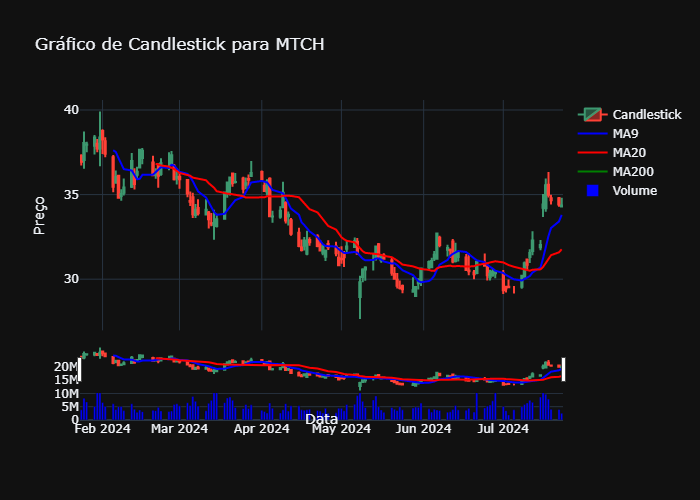 Gráfico de Candlestick para MTCH
Candlestick
MA9
MA20
MA200
Volume
Preço
40
35
30
20M
15M
10M
5M
0
Data
Feb 2024
Mar 2024
Apr 2024
May 2024
Jun 2024
Jul 2024